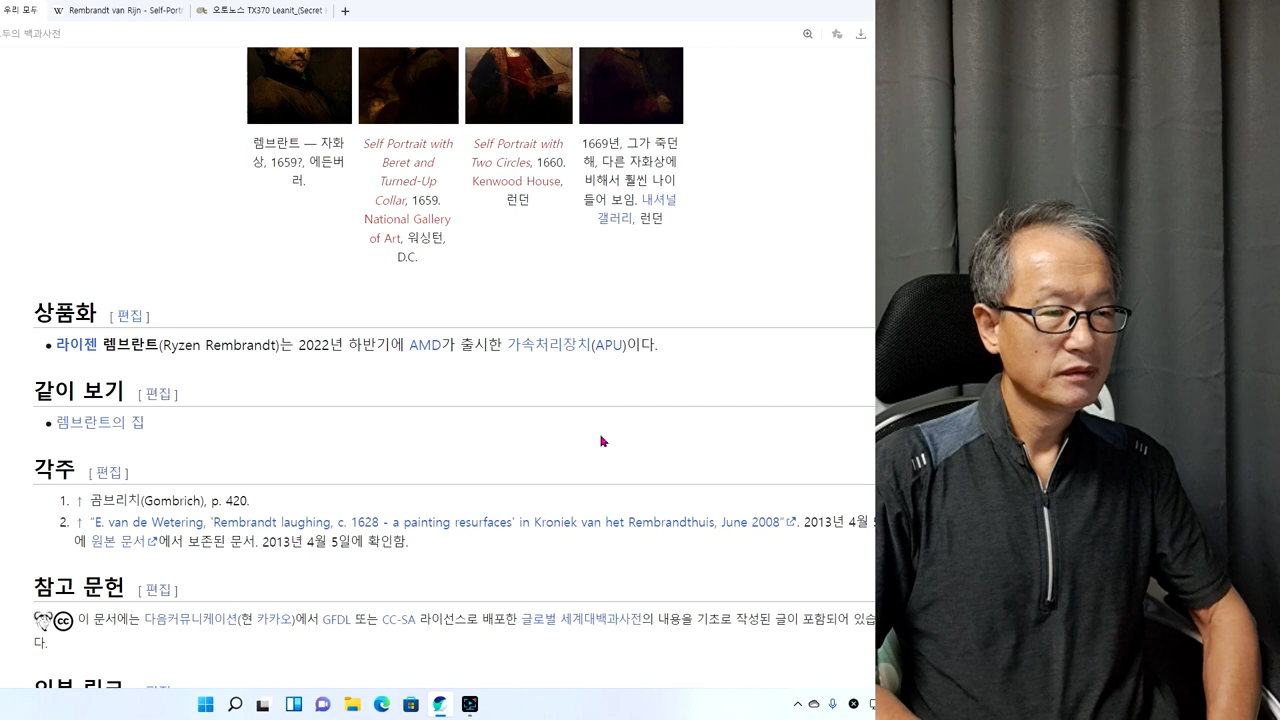 우리 모두
Rembrandt van Rijn - Self-Port
오토노스 TX370 Leanit_(Secret
두의 백과사전
렘브란트 — 자화
상, 1659?, 에든버
러.
Self Portrait with
Beret and
Turned-Up
Collar, 1659.
National Gallery
of Art, 워싱턴,
D.C.
Self Portrait with
Two Circles, 1660.
Kenwood House,
런던
1669년, 그가 죽던
해, 다른 자화상에
비해서 훨씬 나이
들어 보임. 내셔널
갤러리, 런던
상품화 [ 편집 ]
• 라이젠 렘브란트(Ryzen Rembrandt)는 2022년 하반기에 AMD가 출시한 가속처리장치(APU)이다.
같이 보기 [ 편집 ]
• 렘브란트의 집
각주 [ 편집 ]
1. ↑ 곰브리치(Gombrich), p. 420.
2. ↑ “E. van de Wetering, 'Rembrandt laughing, c. 1628 - a painting resurfaces' in Kroniek van het Rembrandthuis, June 2008”. 2013년 4월
에 원본 문서에서 보존된 문서. 2013년 4월 5일에 확인함.
참고 문헌 [ 편집 ]
cc 이 문서에는 다음커뮤니케이션(현 카카오)에서 GFDL 또는 CC-SA 라이선스로 배포한 글로벌 세계대백과사전의 내용을 기초로 작성된 글이 포함되어 있습
다.
외부 링크